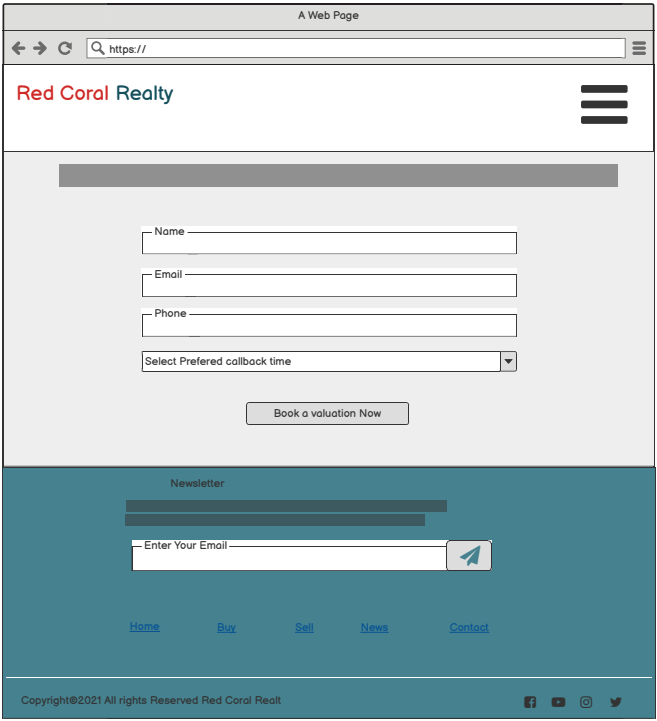 A Web Page
https://
Red Coral Realty
Name
Email
Phone
Select Prefered callback time
Book a valuation Now
Newsletter
Enter Your Email
Home Buy Sell News Contact
Copyright©2021 All rights Reserved Red Coral Realt